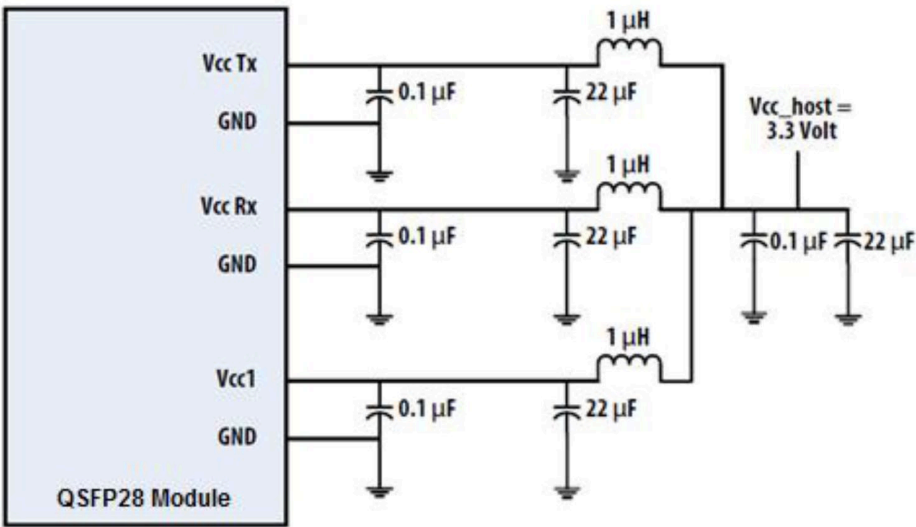 1 μH
Vcc Tx
0.1 μF
22 μF
GND
Vcc_host =
3.3 Volt
1 μH
Vcc Rx
0.1 μF
22 μF
0.1 μF
22 μF
GND
1 μH
Vcc1
0.1 μF
22 μF
GND
QSFP28 Module